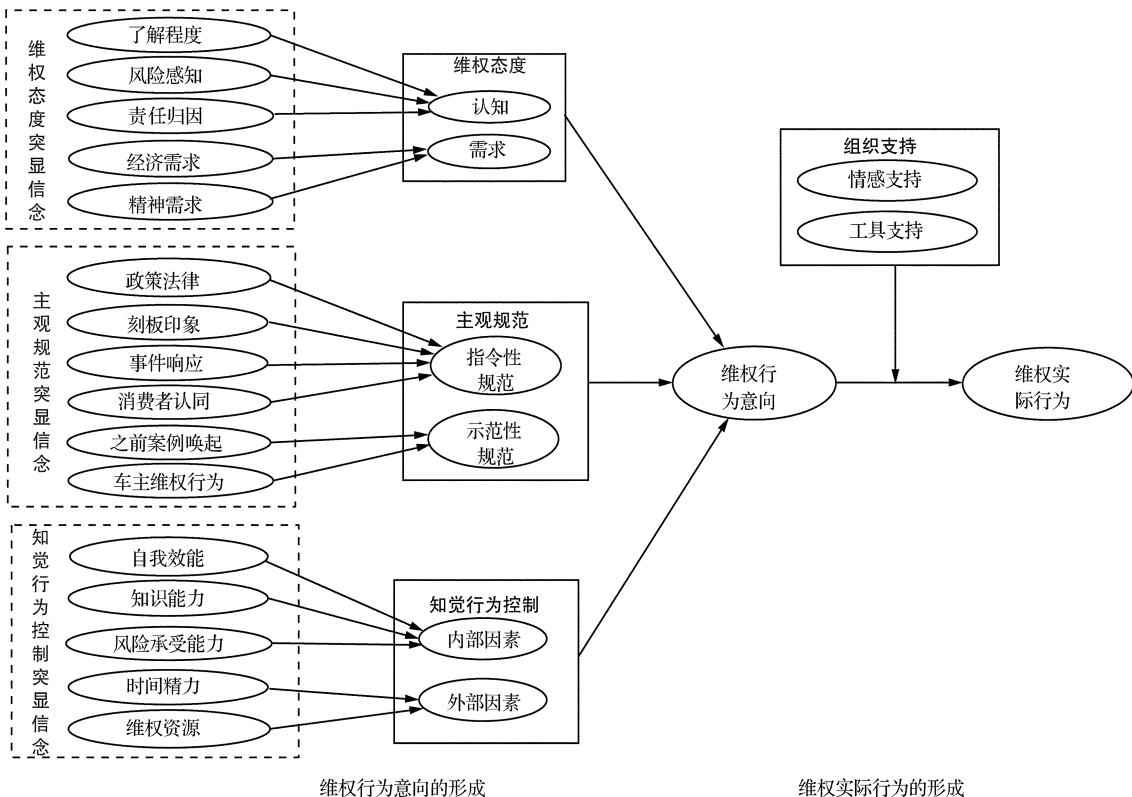 维权态度突显信念
了解程度
风险感知
责任归因
经济需求
精神需求
维权态度
认知
需求
主观规范突显信念
政策法律
刻板印象
事件响应
消费者认同
之前案例唤起
车主维权行为
主观规范
指令性
规范
示范性
规范
知觉行为控制突显信念
自我效能
知识能力
风险承受能力
时间精力
维权资源
知觉行为控制
内部因素
外部因素
维权行
为意向
组织支持
情感支持
工具支持
维权实
际行为
维权行为意向的形成
维权实际行为的形成